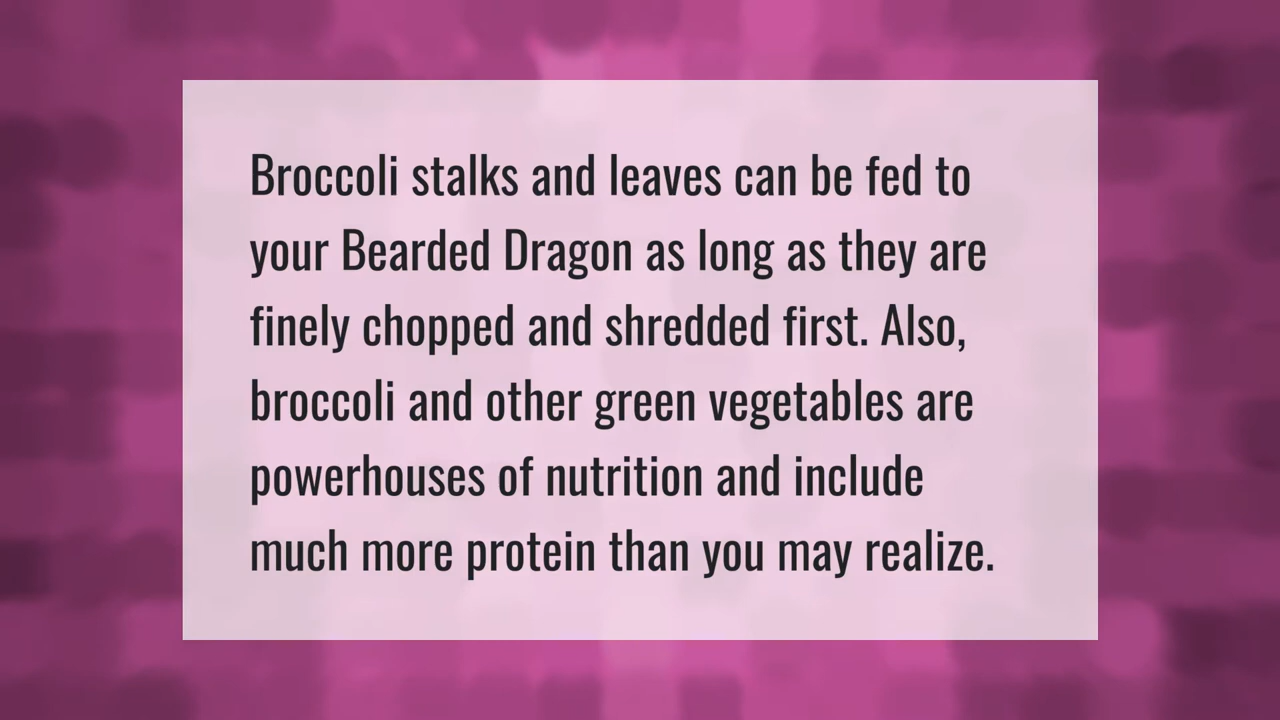 Broccoli stalks and leaves can be fed to
your Bearded Dragon as long as they are
finely chopped and shredded first. Also,
broccoli and other green vegetables are
powerhouses of nutrition and include
much more protein than you may realize.